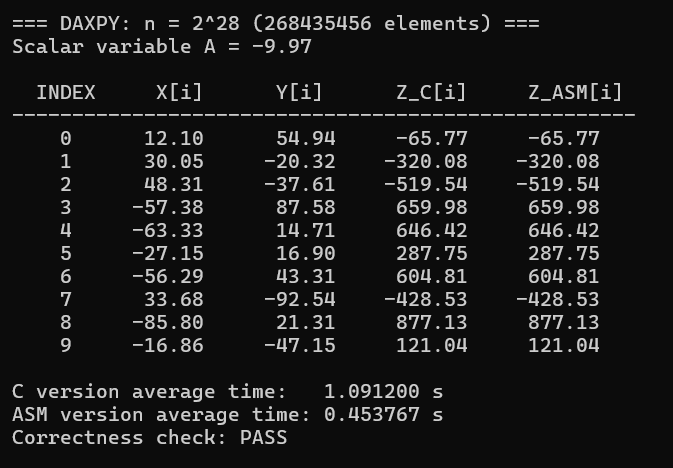 === DAXPY: n = 2^28 (268435456 elements) ===
Scalar variable A = -9.97
INDEX X[i] Y[i] Z_C[i] Z_ASM[i]
----------------------------------------------------
0 12.10 54.94 -65.77 -65.77
1 30.05 -20.32 -320.08 -320.08
2 48.31 -37.61 -519.54 -519.54
3 -57.38 87.58 659.98 659.98
4 -63.33 14.71 646.42 646.42
5 -27.15 16.90 287.75 287.75
6 -56.29 43.31 604.81 604.81
7 33.68 -92.54 -428.53 -428.53
8 -85.80 21.31 877.13 877.13
9 -16.86 -47.15 121.04 121.04
C version average time: 1.091200 s
ASM version average time: 0.453767 s
Correctness check: PASS